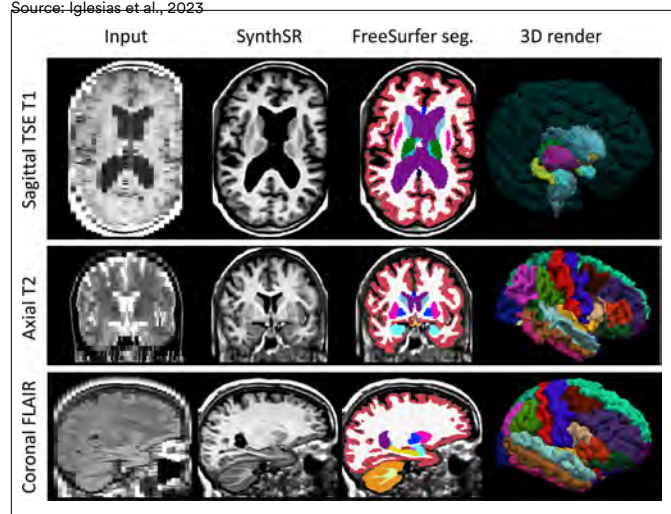 Source: Iglesias et al., 2023
Input SynthSR FreeSurfer seg. 3D render
Sagittal TSE T1
Axial T2
Coronal FLAIR